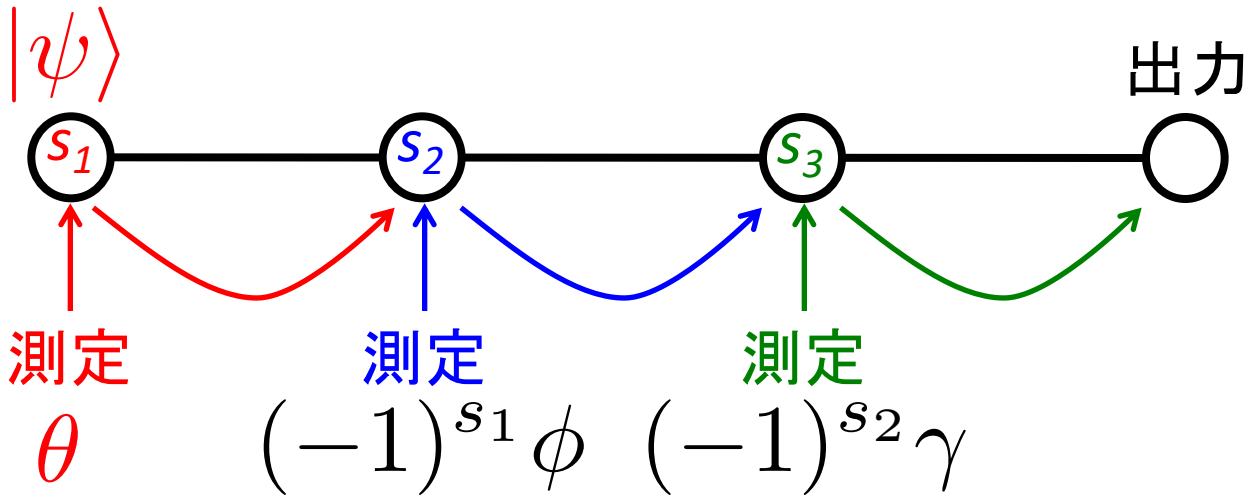 |ψ⟩
出力
s₁ s₂ s₃
測定 測定 測定
θ (−1)^{s₁}ϕ (−1)^{s₂}γ